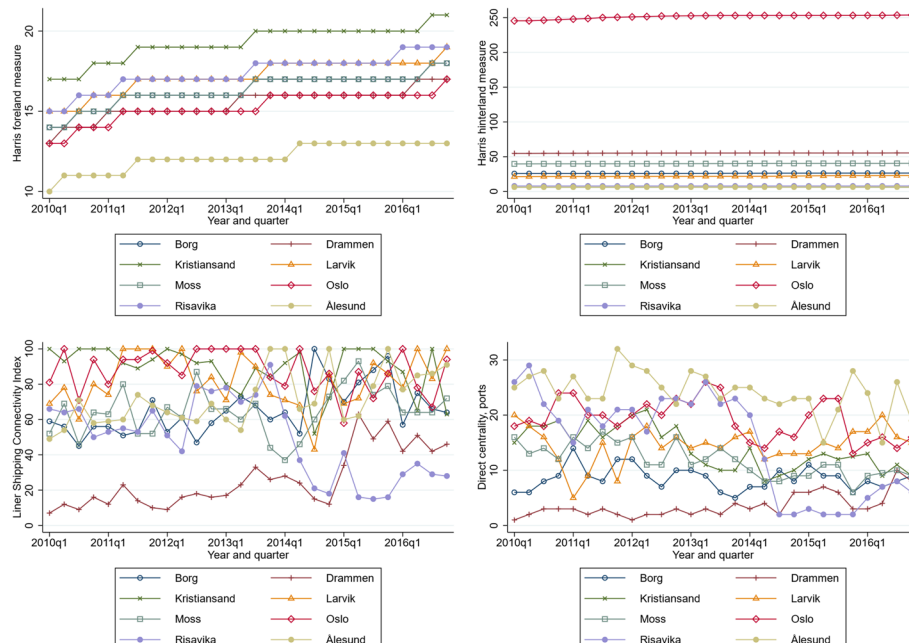 Harris foreland measure
20
15
10
2010q1 2011q1 2012q1 2013q1 2014q1 2015q1 2016q1
Year and quarter
Borg Drammen
Kristiansand Larvik
Moss Oslo
Risavika Ålesund
Harris hinterland measure
250
200
150
100
50
0
2010q1 2011q1 2012q1 2013q1 2014q1 2015q1 2016q1
Year and quarter
Borg Drammen
Kristiansand Larvik
Moss Oslo
Risavika Ålesund
Liner Shipping Connectivity Index
80
60
40
20
0
2010q1 2011q1 2012q1 2013q1 2014q1 2015q1 2016q1
Year and quarter
Borg Drammen
Kristiansand Larvik
Moss Oslo
Risavika Ålesund
Direct centrality, ports
30
20
10
0
2010q1 2011q1 2012q1 2013q1 2014q1 2015q1 2016q1
Year and quarter
Borg Drammen
Kristiansand Larvik
Moss Oslo
Risavika Ålesund